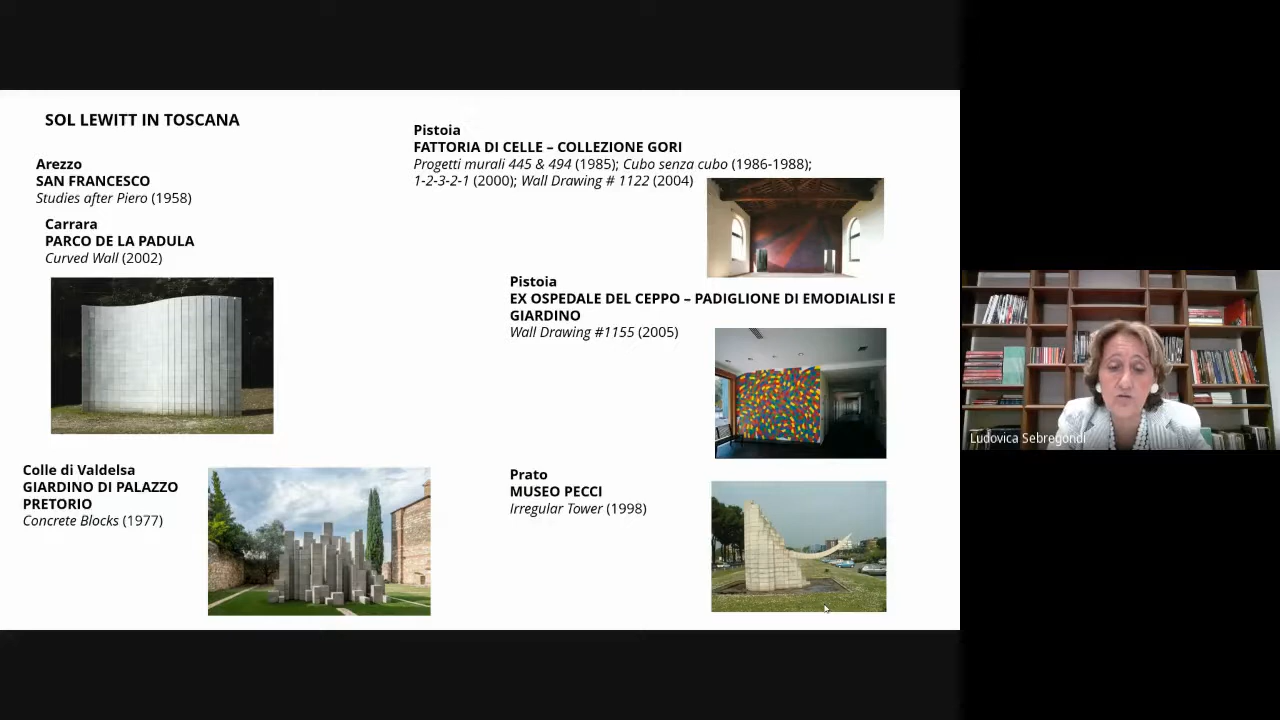 SOL LEWITT IN TOSCANA
Arezzo
SAN FRANCESCO
Studies after Piero (1958)
Carrara
PARCO DE LA PADULA
Curved Wall (2002)
Colle di Valdelsa
GIARDINO DI PALAZZO
PRETORIO
Concrete Blocks (1977)
Pistoia
FATTORIA DI CELLE – COLLEZIONE GORI
Progetti murali 445 & 494 (1985); Cubo senza cubo (1986-1988);
1-2-3-2-1 (2000); Wall Drawing # 1122 (2004)
Pistoia
EX OSPEDALE DEL CEPPO – PADIGLIONE DI EMODIALISI E
GIARDINO
Wall Drawing #1155 (2005)
Prato
MUSEO PECCI
Irregular Tower (1998)
Ludovica Sebregondi